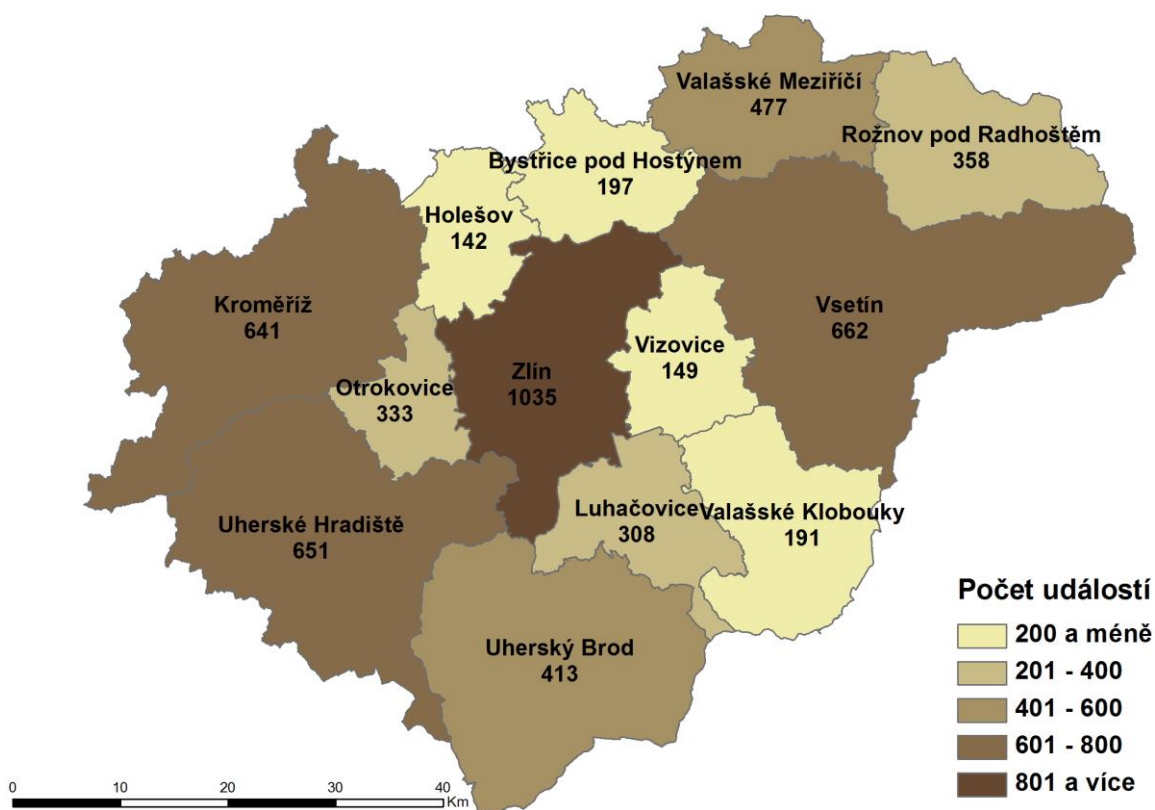 Valašské Meziříčí
477
Rožnov pod Radhoštěm
358
Bystřice pod Hostýnem
197
Holešov
142
Kroměříž
641
Vsetín
662
Vizovice
149
Zlín
1035
Otrokovice
333
Luhačovice
308
Valašské Klobouky
191
Uherské Hradiště
651
Uherský Brod
413
Počet událostí
200 a méně
201 - 400
401 - 600
601 - 800
801 a více
0 10 20 30 40
Km